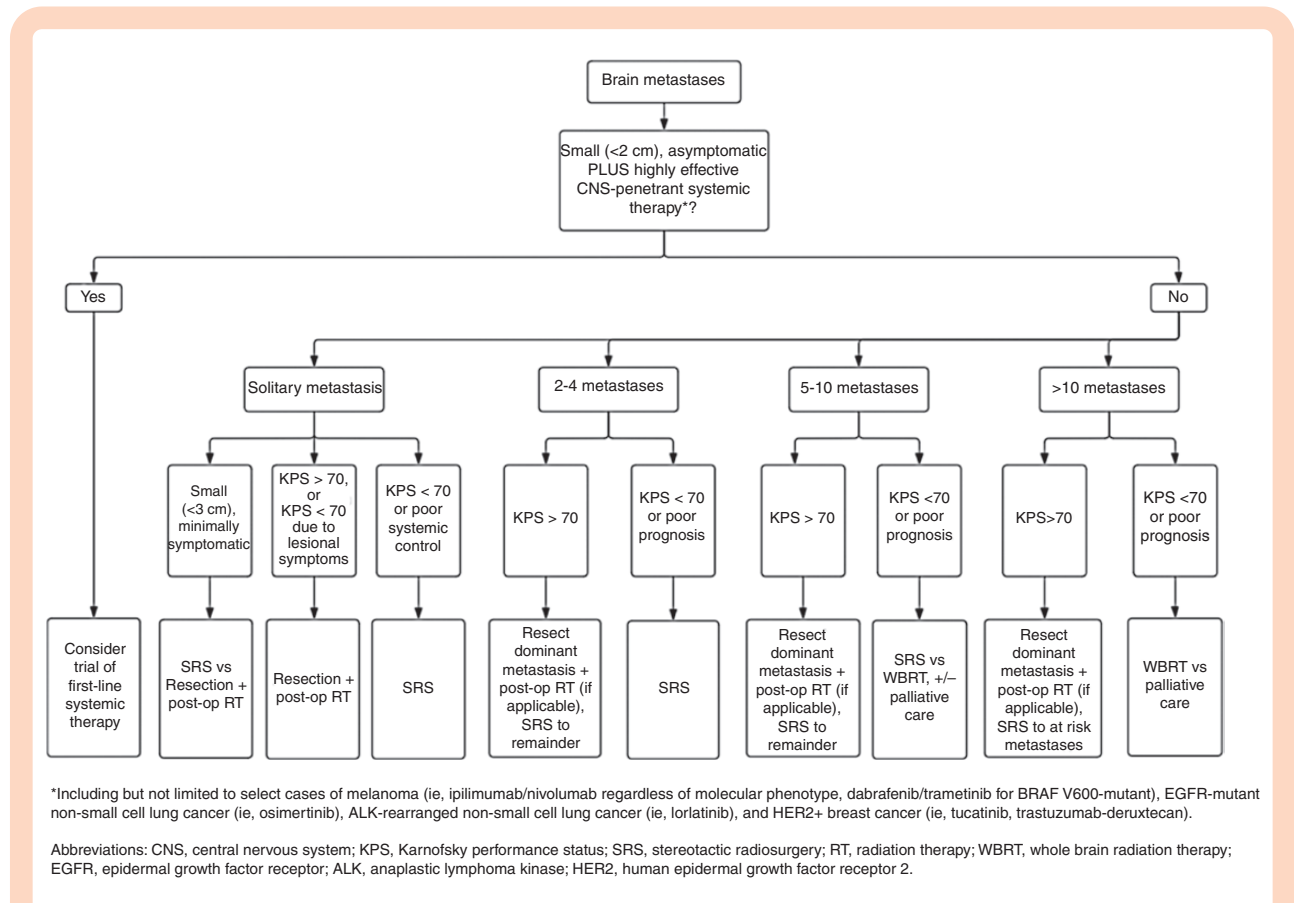 Brain metastases
Small (<2 cm), asymptomatic
PLUS highly effective
CNS-penetrant systemic
therapy*?
Yes
No
Solitary metastasis
2-4 metastases
5-10 metastases
>10 metastases
Small
(<3 cm),
minimally
symptomatic
KPS > 70,
or
KPS < 70
due to
lesional
symptoms
KPS < 70
or poor
systemic
control
KPS > 70
KPS < 70
or poor
prognosis
KPS > 70
KPS <70
or poor
prognosis
KPS>70
KPS <70
or poor
prognosis
Consider
trial of
first-line
systemic
therapy
SRS vs
Resection +
post-op RT
Resection +
post-op RT
SRS
Resect
dominant
metastasis +
post-op RT (if
applicable),
SRS to
remainder
SRS
Resect
dominant
metastasis +
post-op RT (if
applicable),
SRS to
remainder
SRS vs
WBRT, +/–
palliative
care
Resect
dominant
metastasis +
post-op RT (if
applicable),
SRS to at risk
metastases
WBRT vs
palliative
care
*Including but not limited to select cases of melanoma (ie, ipilimumab/nivolumab regardless of molecular phenotype, dabrafenib/trametinib for BRAF V600-mutant), EGFR-mutant
non-small cell lung cancer (ie, osimertinib), ALK-rearranged non-small cell lung cancer (ie, lorlatinib), and HER2+ breast cancer (ie, tucatinib, trastuzumab-deruxtecan).
Abbreviations: CNS, central nervous system; KPS, Karnofsky performance status; SRS, stereotactic radiosurgery; RT, radiation therapy; WBRT, whole brain radiation therapy;
EGFR, epidermal growth factor receptor; ALK, anaplastic lymphoma kinase; HER2, human epidermal growth factor receptor 2.